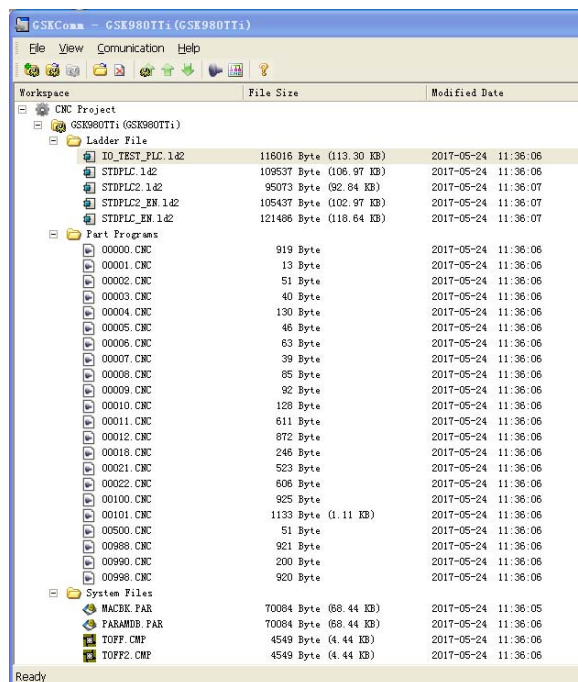 GSKComm - GSK980TTi(GSK980TTi)
File View Comunication Help
Workspace File Size Modified Date
CNC Project
GSK980TTi(GSK980TTi)
Ladder File
IO_TEST_PLC.ld2 116016 Byte (113.30 KB) 2017-05-24 11:36:06
STDPLC.ld2 109537 Byte (106.97 KB) 2017-05-24 11:36:06
STDPLC2.ld2 95073 Byte (92.84 KB) 2017-05-24 11:36:07
STDPLC2_EN.ld2 105437 Byte (102.97 KB) 2017-05-24 11:36:07
STDPLC_EN.ld2 121486 Byte (118.64 KB) 2017-05-24 11:36:07
Part Programs
O0000.CNC 919 Byte 2017-05-24 11:36:06
O0001.CNC 13 Byte 2017-05-24 11:36:06
O0002.CNC 51 Byte 2017-05-24 11:36:06
O0003.CNC 40 Byte 2017-05-24 11:36:06
O0004.CNC 130 Byte 2017-05-24 11:36:06
O0005.CNC 46 Byte 2017-05-24 11:36:06
O0006.CNC 63 Byte 2017-05-24 11:36:06
O0007.CNC 39 Byte 2017-05-24 11:36:06
O0008.CNC 85 Byte 2017-05-24 11:36:06
O0009.CNC 92 Byte 2017-05-24 11:36:06
O0010.CNC 128 Byte 2017-05-24 11:36:06
O0011.CNC 611 Byte 2017-05-24 11:36:06
O0012.CNC 872 Byte 2017-05-24 11:36:06
O0018.CNC 246 Byte 2017-05-24 11:36:06
O0021.CNC 523 Byte 2017-05-24 11:36:06
O0022.CNC 606 Byte 2017-05-24 11:36:06
O0100.CNC 925 Byte 2017-05-24 11:36:06
O0101.CNC 1133 Byte (1.11 KB) 2017-05-24 11:36:06
O0500.CNC 51 Byte 2017-05-24 11:36:06
O0988.CNC 921 Byte 2017-05-24 11:36:06
O0990.CNC 200 Byte 2017-05-24 11:36:06
O0998.CNC 920 Byte 2017-05-24 11:36:06
System Files
MACBK.PAR 70084 Byte (68.44 KB) 2017-05-24 11:36:05
PARAMDB.PAR 70084 Byte (68.44 KB) 2017-05-24 11:36:06
TOFF.CMP 4549 Byte (4.44 KB) 2017-05-24 11:36:06
TOFF2.CMP 4549 Byte (4.44 KB) 2017-05-24 11:36:06
Ready